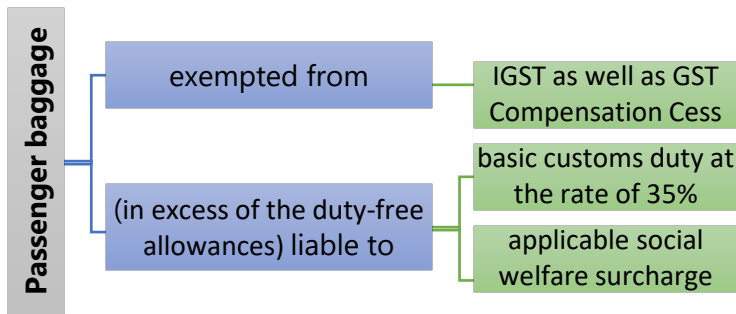 Passenger baggage
exempted from
IGST as well as GST
Compensation Cess
(in excess of the duty-free
allowances) liable to
basic customs duty at
the rate of 35%
applicable social
welfare surcharge